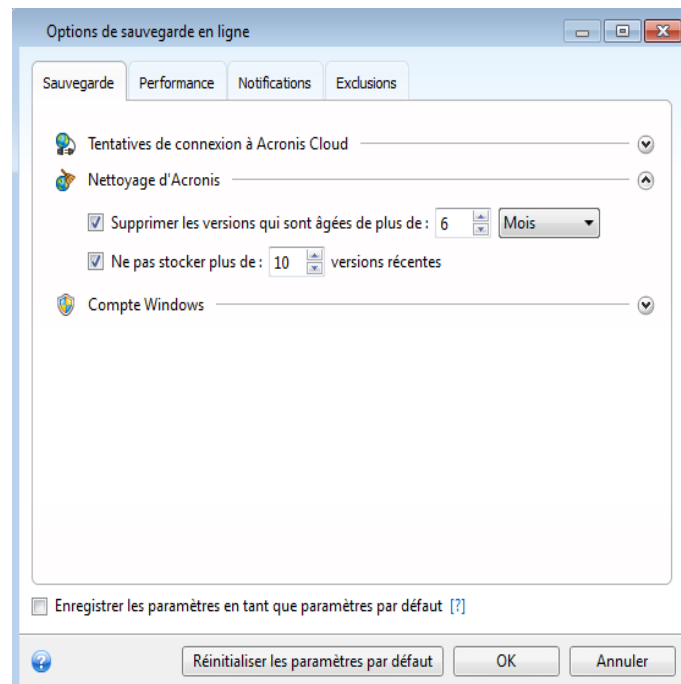 Options de sauvegarde en ligne
Sauvegarde Performance Notifications Exclusions
Tentatives de connexion à Acronis Cloud
Nettoyage d'Acronis
Supprimer les versions qui sont âgées de plus de : 6 Mois
Ne pas stocker plus de : 10 versions récentes
Compte Windows
Enregistrer les paramètres en tant que paramètres par défaut [?]
Réinitialiser les paramètres par défaut OK Annuler